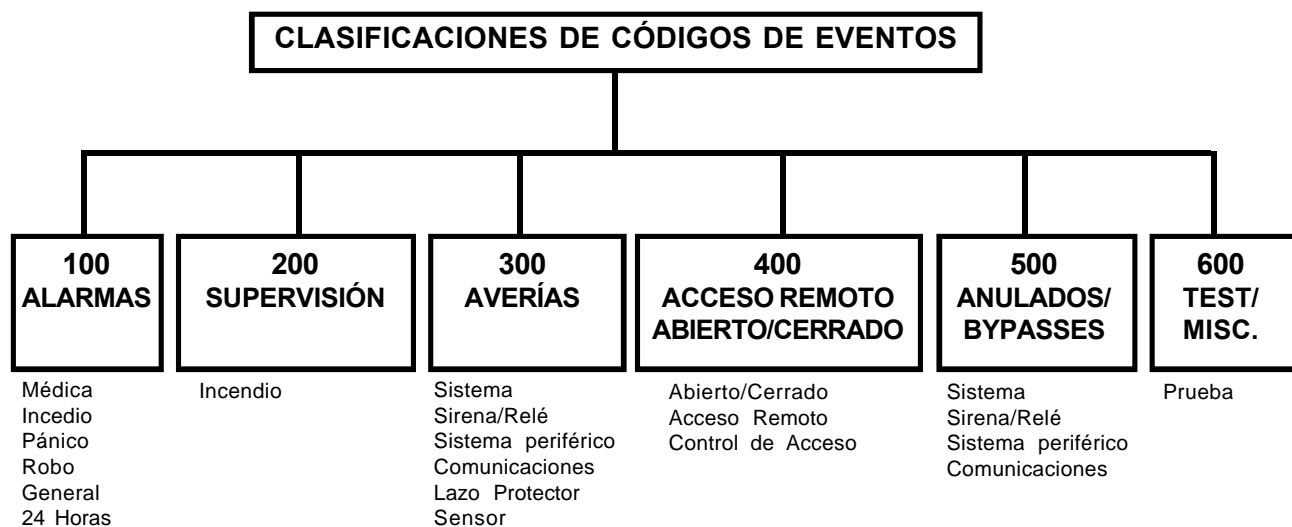 CLASIFICACIONES DE CÓDIGOS DE EVENTOS
100
ALARMAS
Médica
Incedio
Pánico
Robo
General
24 Horas
200
SUPERVISIÓN
Incendio
300
AVERÍAS
Sistema
Sirena/Relé
Sistema periférico
Comunicaciones
Lazo Protector
Sensor
400
ACCESO REMOTO
ABIERTO/CERRADO
Abierto/Cerrado
Acceso Remoto
Control de Acceso
500
ANULADOS/
BYPASSES
Sistema
Sirena/Relé
Sistema periférico
Comunicaciones
600
TEST/
MISC.
Prueba